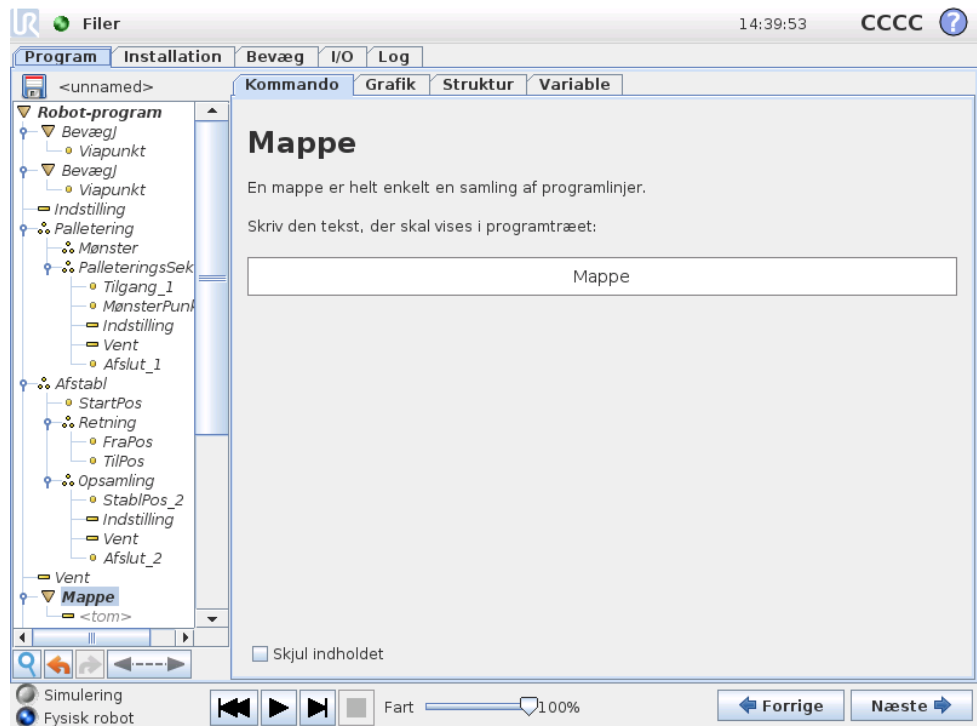 UR Filer 14:39:53 CCCC ?
Program Installation Bevæg I/O Log
<unnamed>
Kommando Grafik Struktur Variable
Robot-program
BevægJ
Viapunkt
BevægJ
Viapunkt
Indstilling
Palletering
Mønster
PalleteringsSek
Tilgang_1
MønsterPunk
Indstilling
Vent
Afslut_1
Afstabl
StartPos
Retning
FraPos
TilPos
Opsamling
StablPos_2
Indstilling
Vent
Afslut_2
Vent
Mappe
<tom>
Mappe
En mappe er helt enkelt en samling af programlinjer.
Skriv den tekst, der skal vises i programtræet:
Mappe
Skjul indholdet
Simulering
Fysisk robot
Fart 100%
Forrige Næste